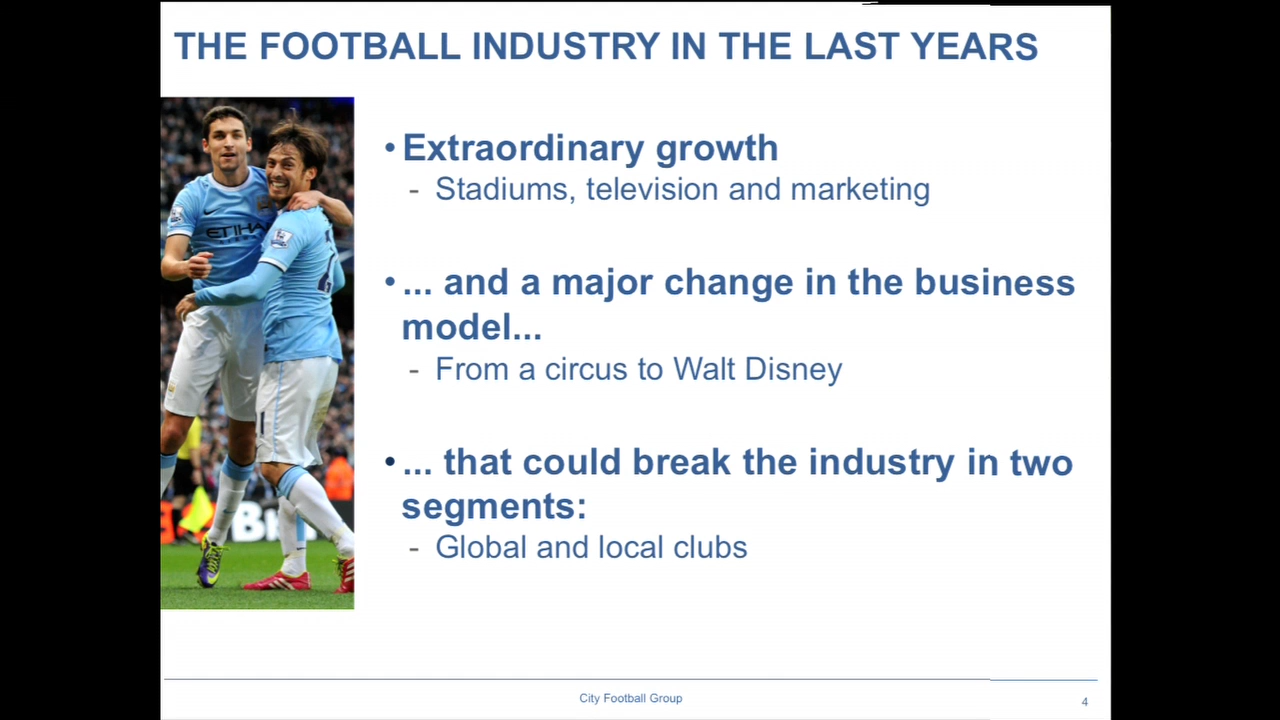 THE FOOTBALL INDUSTRY IN THE LAST YEARS
• Extraordinary growth
- Stadiums, television and marketing
• ... and a major change in the business
model...
- From a circus to Walt Disney
• ... that could break the industry in two
segments:
- Global and local clubs
City Football Group
4